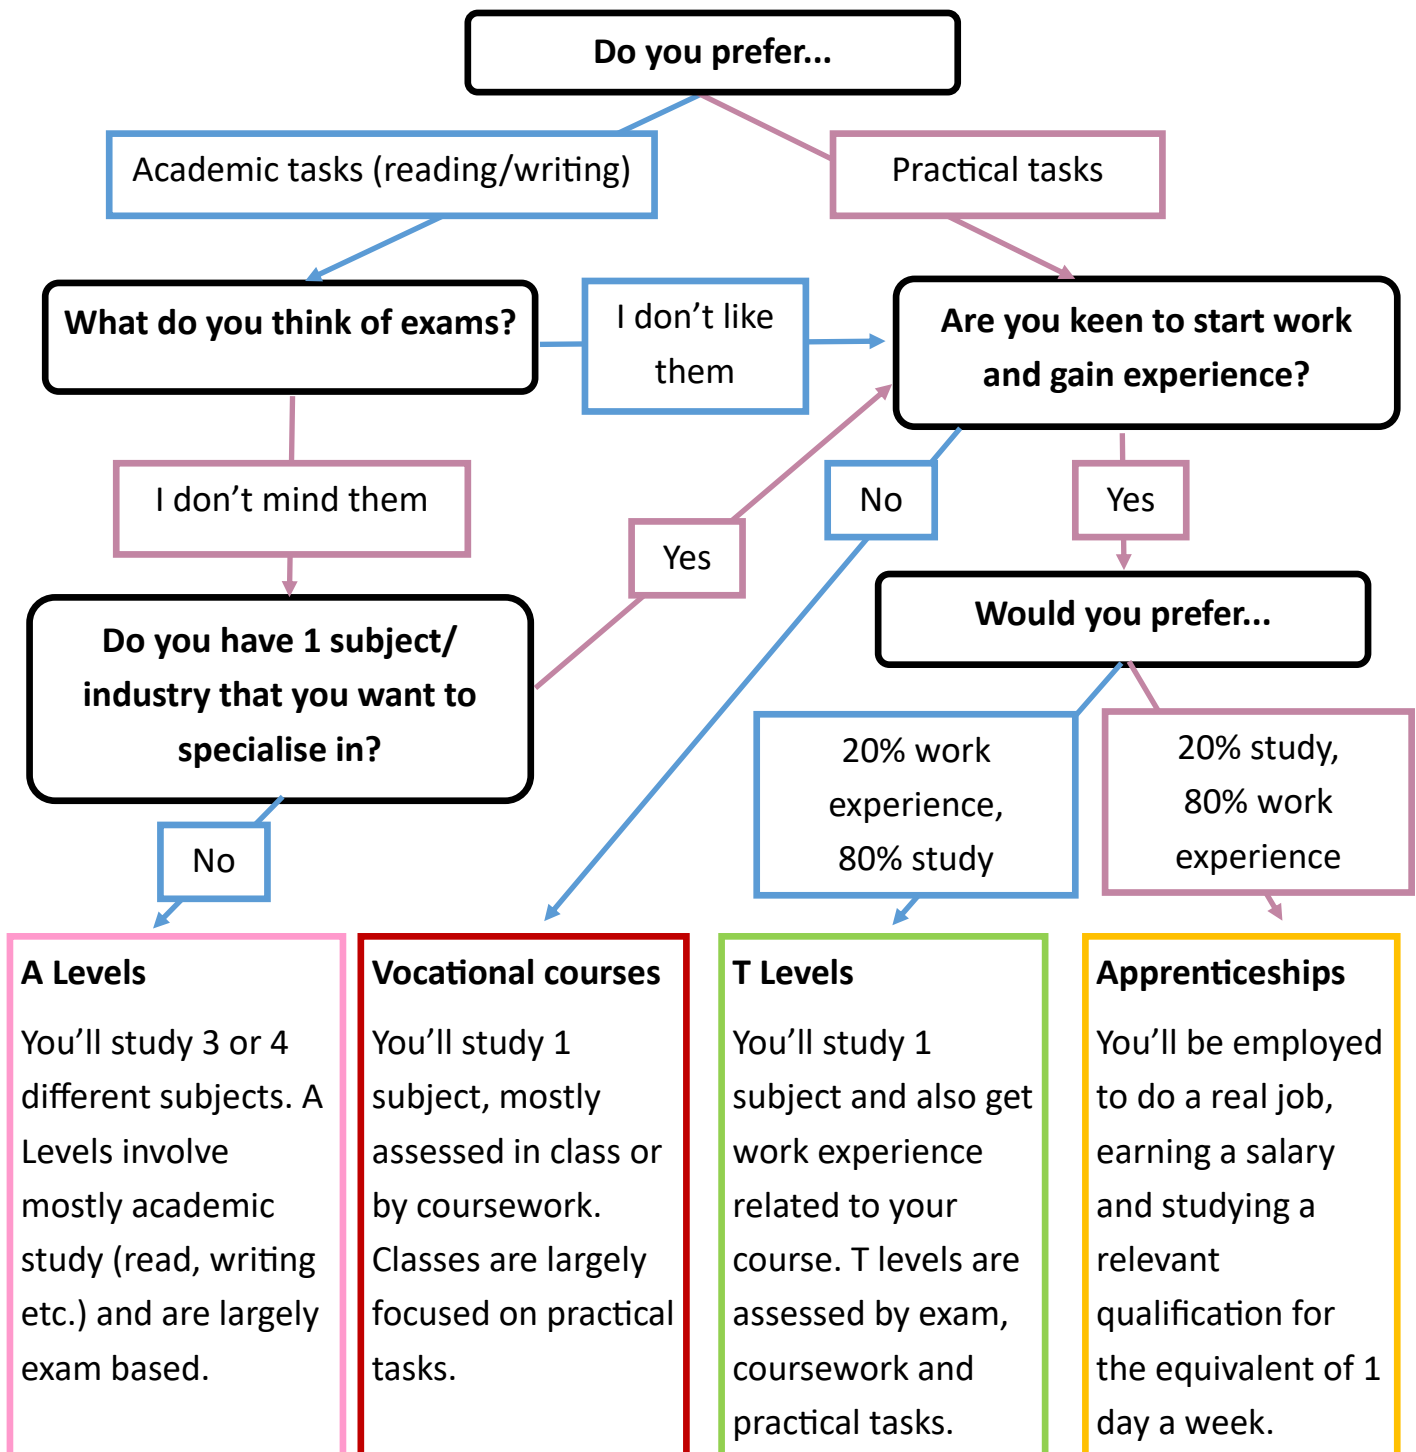 Do you prefer...
Academic tasks (reading/writing)
Practical tasks
What do you think of exams?
I don’t like
them
Are you keen to start work
and gain experience?
I don’t mind them
No
Yes
Yes
Do you have 1 subject/
industry that you want to
specialise in?
Would you prefer...
20% work
experience,
80% study
20% study,
80% work
experience
No
A Levels
You’ll study 3 or 4
different subjects. A
Levels involve
mostly academic
study (read, writing
etc.) and are largely
exam based.
Vocational courses
You’ll study 1
subject, mostly
assessed in class or
by coursework.
Classes are largely
focused on practical
tasks.
T Levels
You’ll study 1
subject and also get
work experience
related to your
course. T levels are
assessed by exam,
coursework and
practical tasks.
Apprenticeships
You’ll be employed
to do a real job,
earning a salary
and studying a
relevant
qualification for
the equivalent of 1
day a week.